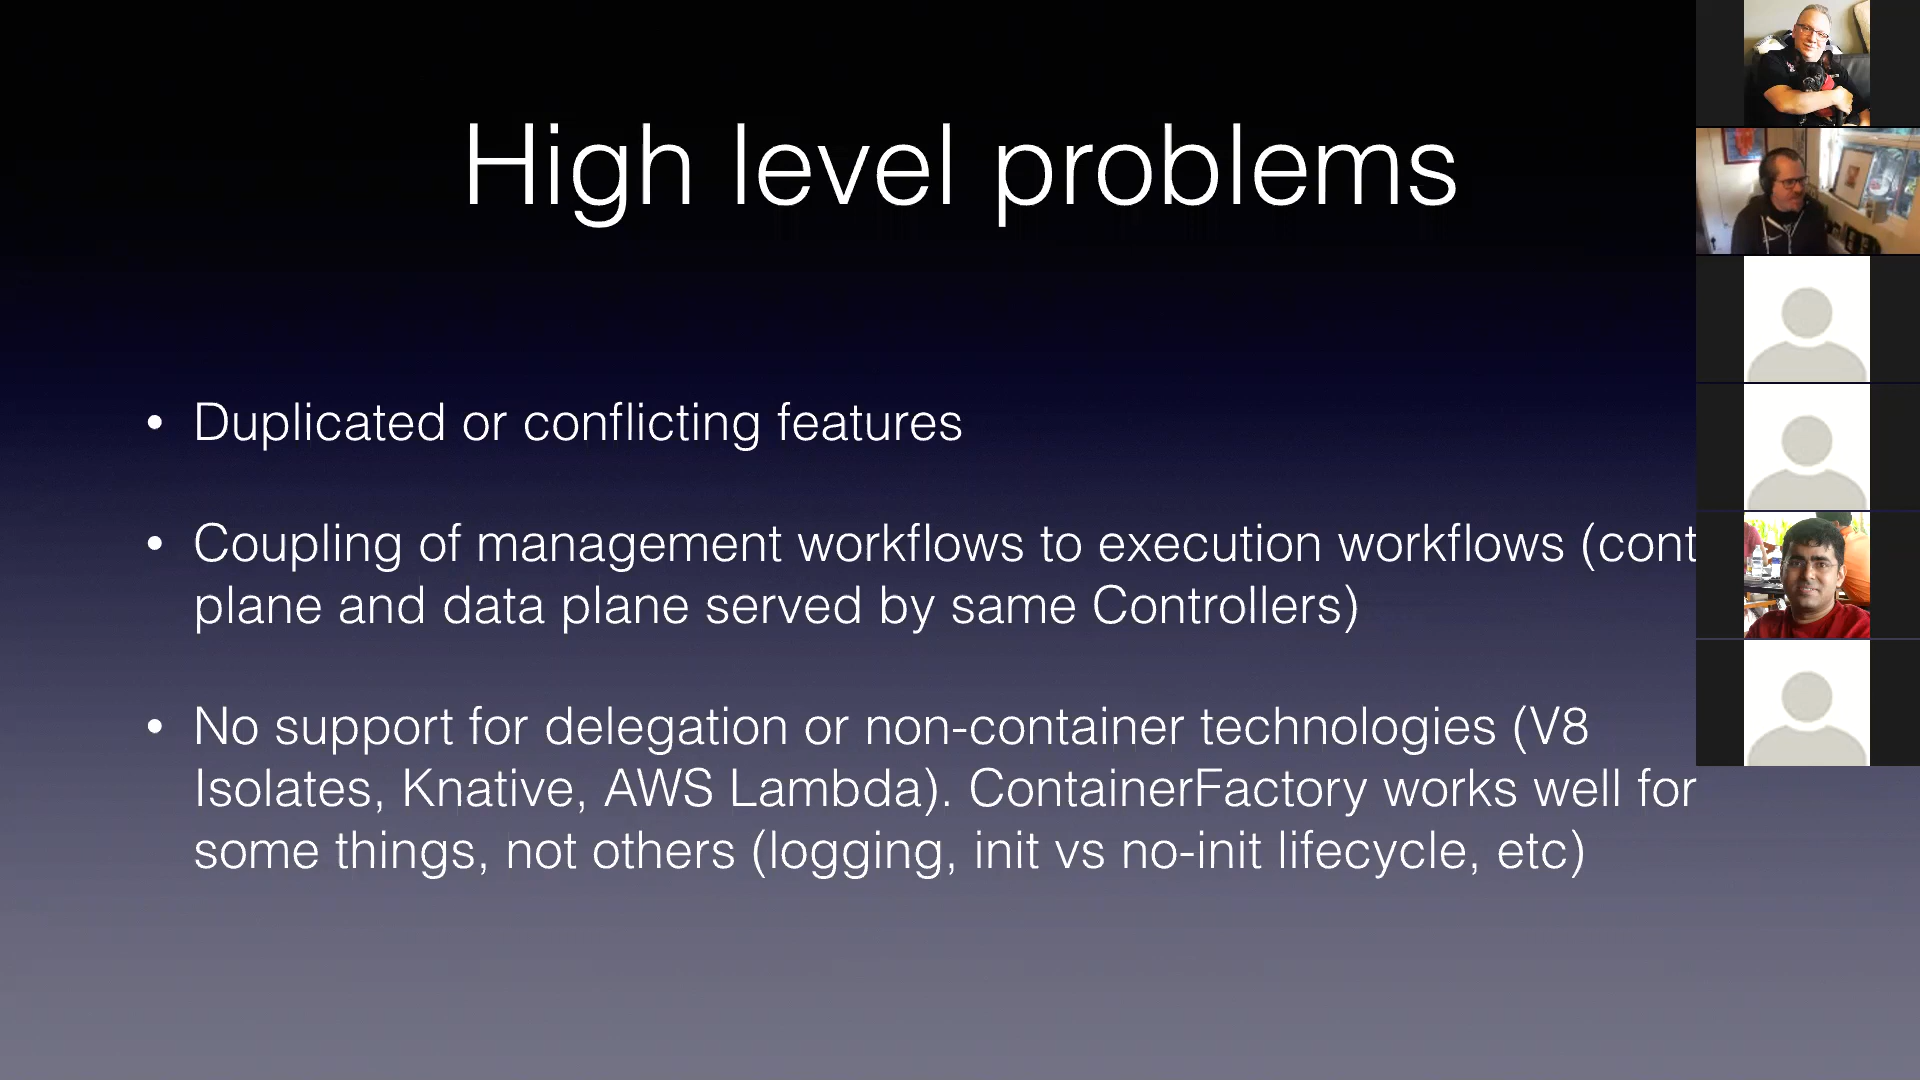 High level problems
• Duplicated or conflicting features
• Coupling of management workflows to execution workflows (cont
plane and data plane served by same Controllers)
• No support for delegation or non-container technologies (V8
Isolates, Knative, AWS Lambda). ContainerFactory works well for
some things, not others (logging, init vs no-init lifecycle, etc)